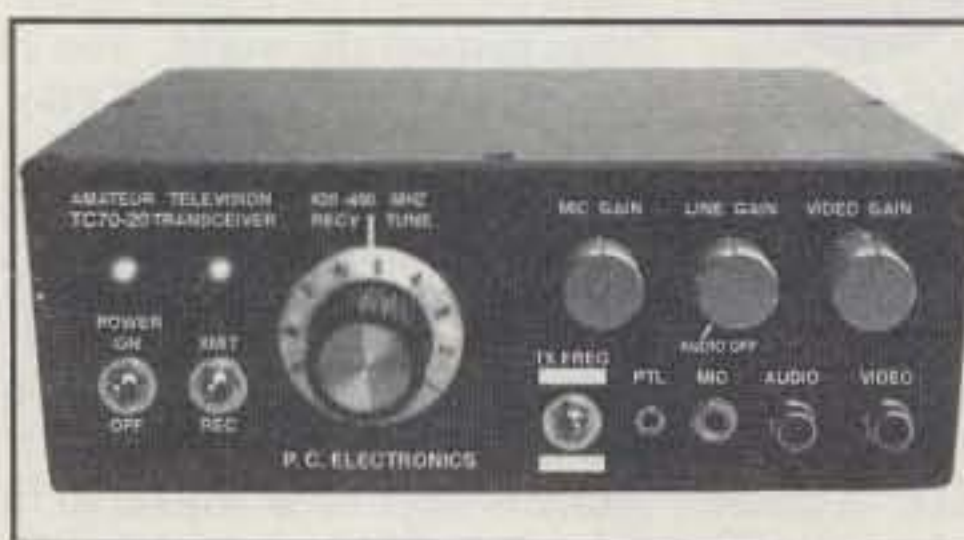 AMATEUR TELEVISION
TC70-20 TRANSCEIVER
420-450 MHZ
RECV TUNE
MIC GAIN
LINE GAIN
VIDEO GAIN
POWER
ON
XMIT
OFF
REC
AUDIO OFF
TX FREQ
PTL
MIC
AUDIO
VIDEO
P. C. ELECTRONICS